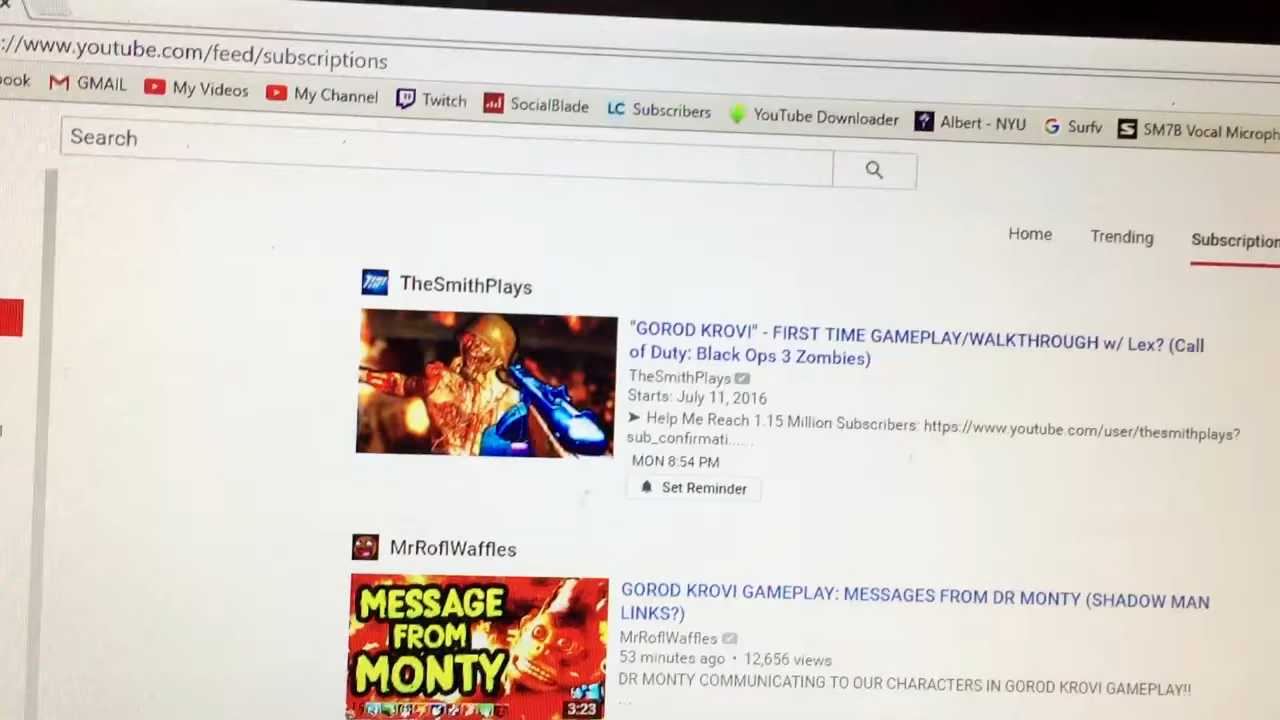 ://www.youtube.com/feed/subscriptions
ook GMAIL My Videos My Channel Twitch SocialBlade LC Subscribers YouTube Downloader Albert - NYU Surfv SM7B Vocal Microph
Search
Home Trending Subscription
TheSmithPlays
"GOROD KROVI" - FIRST TIME GAMEPLAY/WALKTHROUGH w/ Lex? (Call
of Duty: Black Ops 3 Zombies)
TheSmithPlays
Starts: July 11, 2016
➤ Help Me Reach 1.15 Million Subscribers: https://www.youtube.com/user/thesmithplays?
sub_confirmati......
MON 8:54 PM
Set Reminder
MrRoflWaffles
MESSAGE
FROM
MONTY
3:23
GOROD KROVI GAMEPLAY: MESSAGES FROM DR MONTY (SHADOW MAN
LINKS?)
MrRoflWaffles
53 minutes ago • 12,656 views
DR MONTY COMMUNICATING TO OUR CHARACTERS IN GOROD KROVI GAMEPLAY!!
...